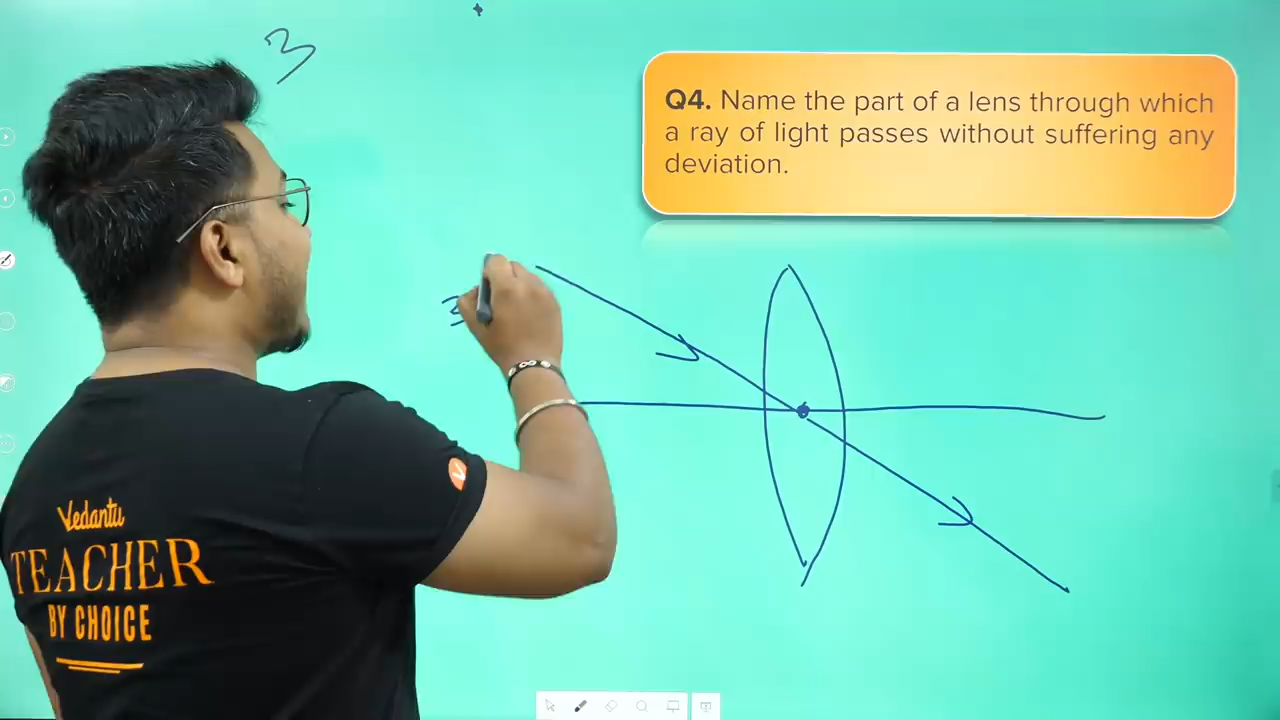 3
Q4. Name the part of a lens through which
a ray of light passes without suffering any
deviation.
Vedantu
TEACHER
BY CHOICE